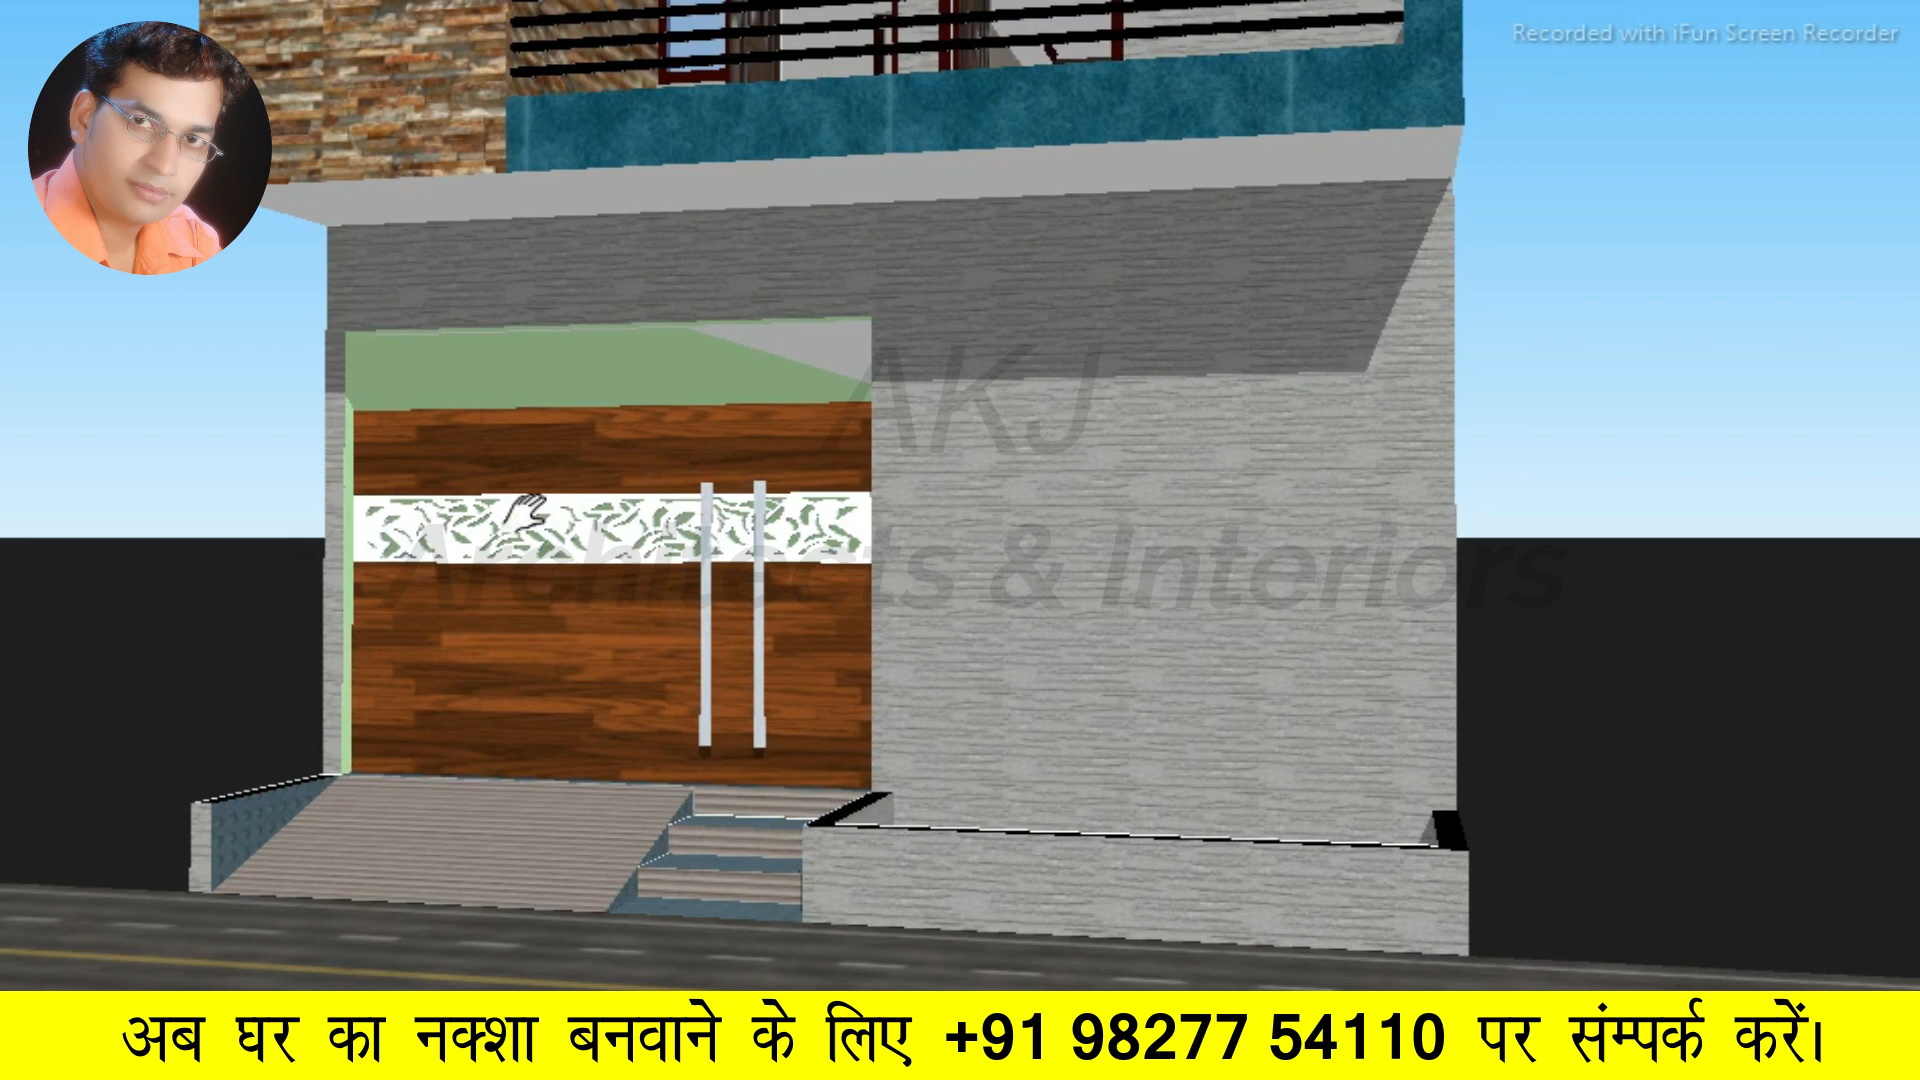 Recorded with iFun Screen Recorder
AKJ
Architects & Interiors
अब घर का नक्शा बनवाने के लिए +91 98277 54110 पर संम्पर्क करें।